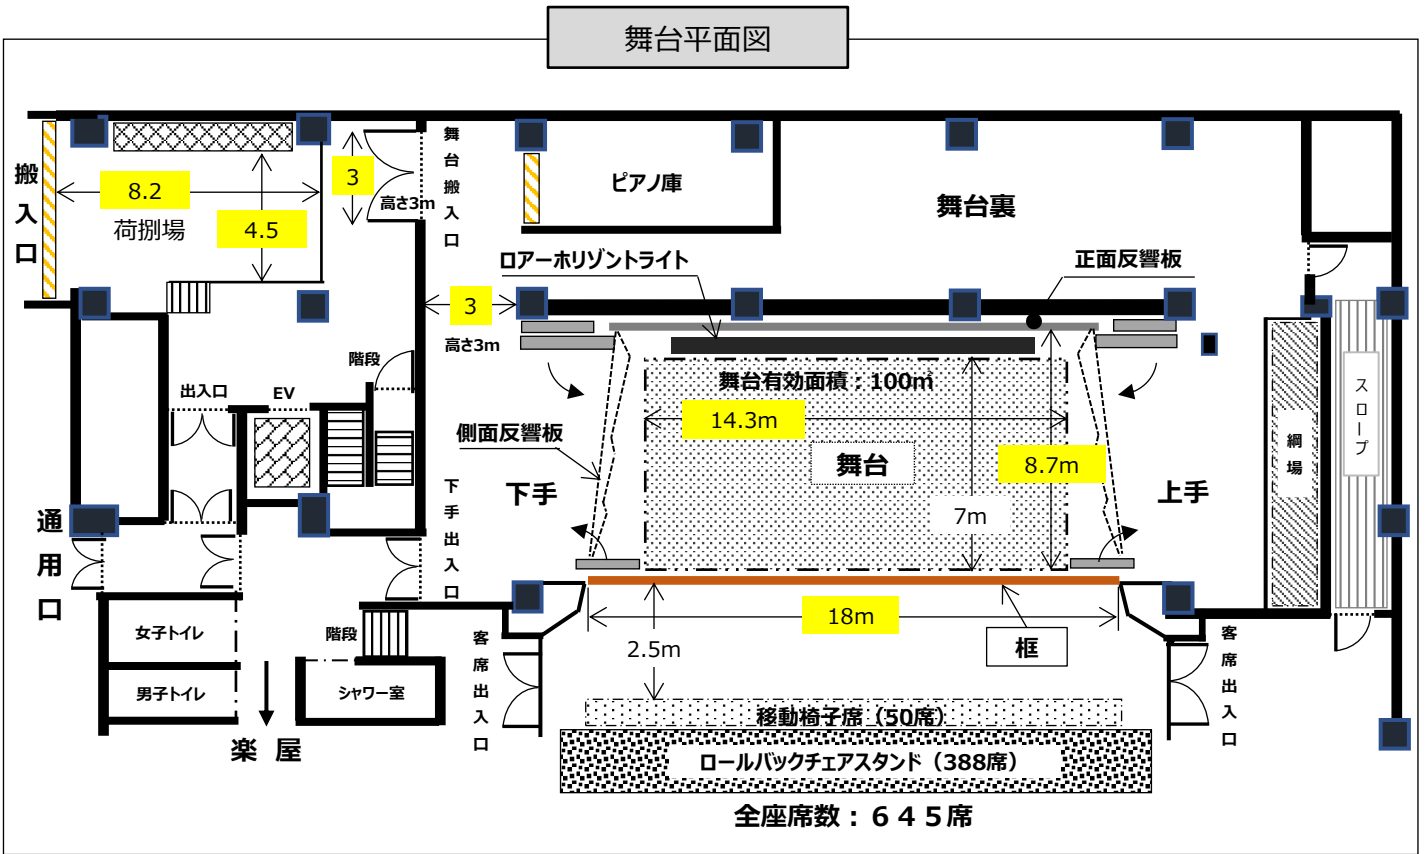 舞台平面図
搬入口
8.2
荷捌場
4.5
3
高さ3m
舞台搬入口
ピアノ庫
舞台裏
ロアーホリゾントライト
正面反響板
3
高さ3m
階段
出入口
EV
舞台有効面積：100㎡
14.3m
側面反響板
舞台
8.7m
下手
上手
7m
綱場
スロープ
通用口
下手出入口
18m
女子トイレ
階段
2.5m
框
客席出入口
客席出入口
男子トイレ
シャワー室
移動椅子席（50席）
楽屋
ロールバックチェアスタンド（388席）
全座席数：６４５席